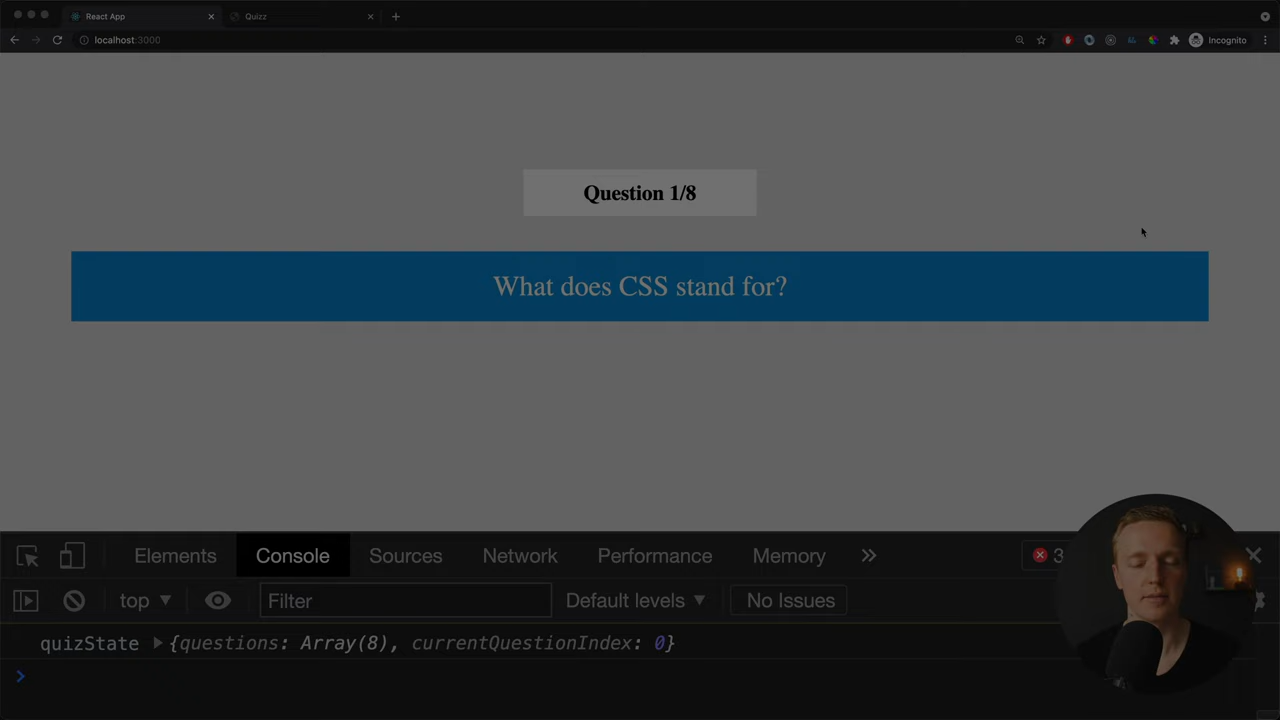 React App
Quizz
localhost:3000
Incognito
Question 1/8
What does CSS stand for?
Elements Console Sources Network Performance Memory
3
top Filter Default levels No Issues
quizState {questions: Array(8), currentQuestionIndex: 0}